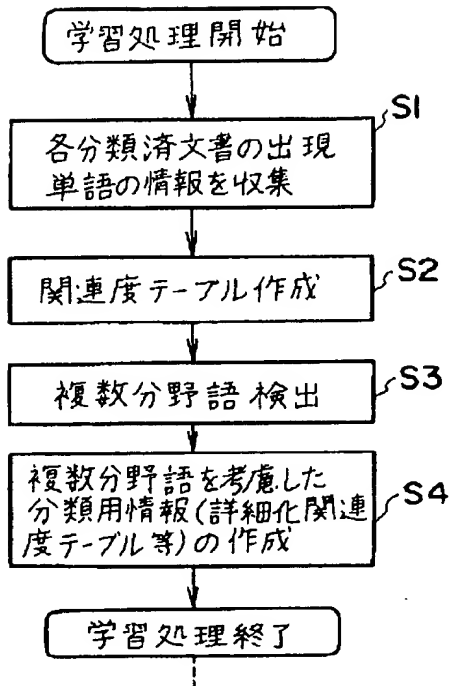 学習処理開始
S1
各分類済文書の出現
単語の情報を収集
S2
関連度テーブル作成
S3
複数分野語検出
S4
複数分野語を考慮した
分類用情報(詳細化関連
度テーブル等)の作成
学習処理終了